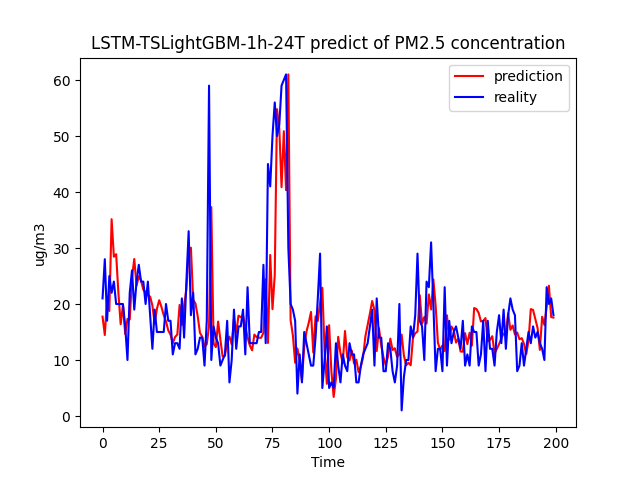 LSTM-TSLightGBM-1h-24T predict of PM2.5 concentration
prediction
reality
60
50
40
30
20
10
0
ug/m3
0 25 50 75 100 125 150 175 200
Time